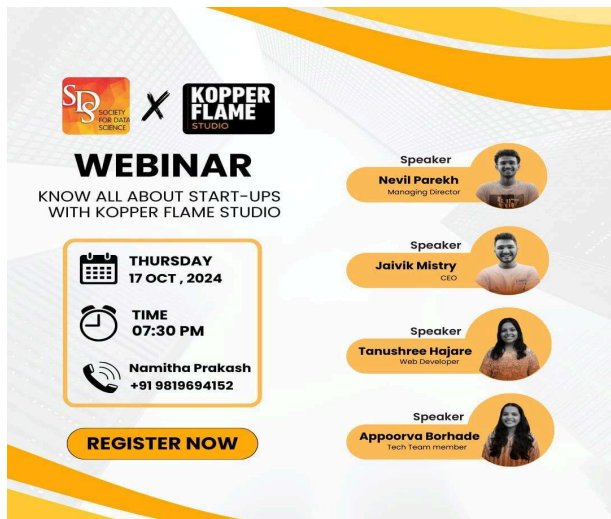 SDS
SOCIETY
FOR DATA
SCIENCE
X
KOPPER
FLAME
STUDIO
WEBINAR
KNOW ALL ABOUT START-UPS
WITH KOPPER FLAME STUDIO
THURSDAY
17 OCT , 2024
TIME
07:30 PM
Namitha Prakash
+91 9819694152
REGISTER NOW
Speaker
Nevil Parekh
Managing Director
Speaker
Jaivik Mistry
CEO
Speaker
Tanushree Hajare
Web Developer
Speaker
Appoorva Borhade
Tech Team member